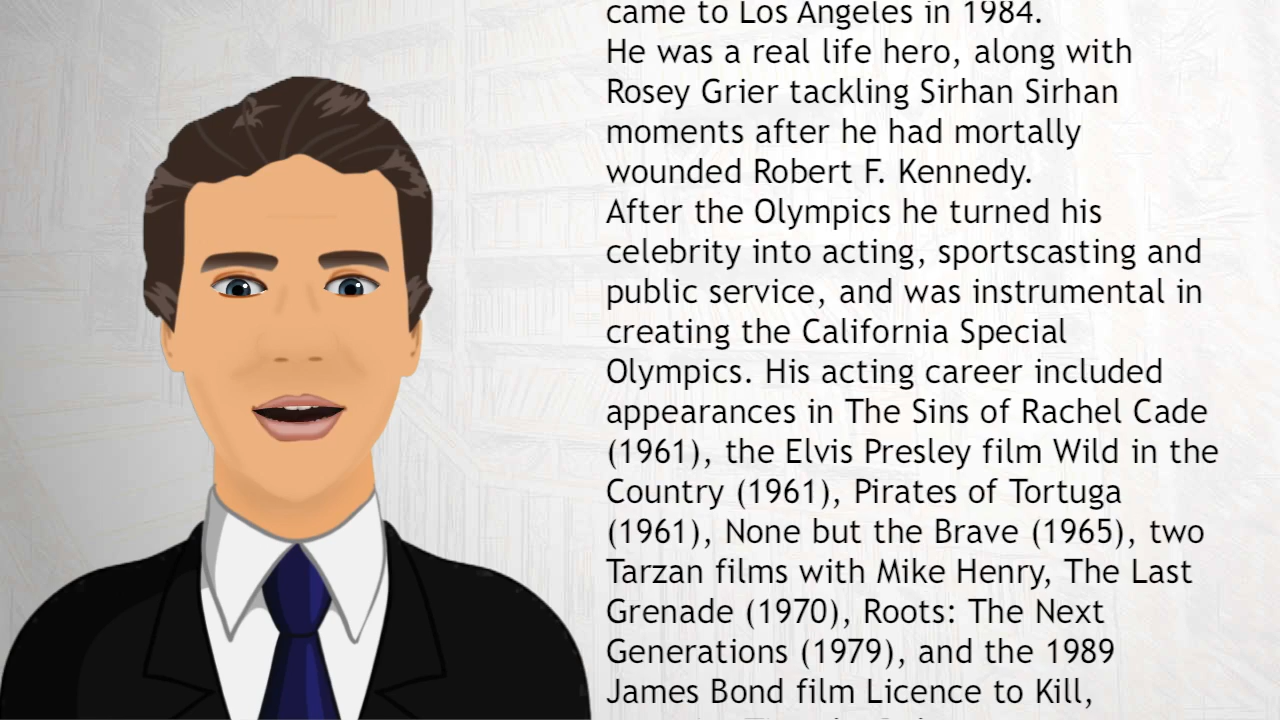 came to Los Angeles in 1984.
He was a real life hero, along with
Rosey Grier tackling Sirhan Sirhan
moments after he had mortally
wounded Robert F. Kennedy.
After the Olympics he turned his
celebrity into acting, sportscasting and
public service, and was instrumental in
creating the California Special
Olympics. His acting career included
appearances in The Sins of Rachel Cade
(1961), the Elvis Presley film Wild in the
Country (1961), Pirates of Tortuga
(1961), None but the Brave (1965), two
Tarzan films with Mike Henry, The Last
Grenade (1970), Roots: The Next
Generations (1979), and the 1989
James Bond film Licence to Kill,